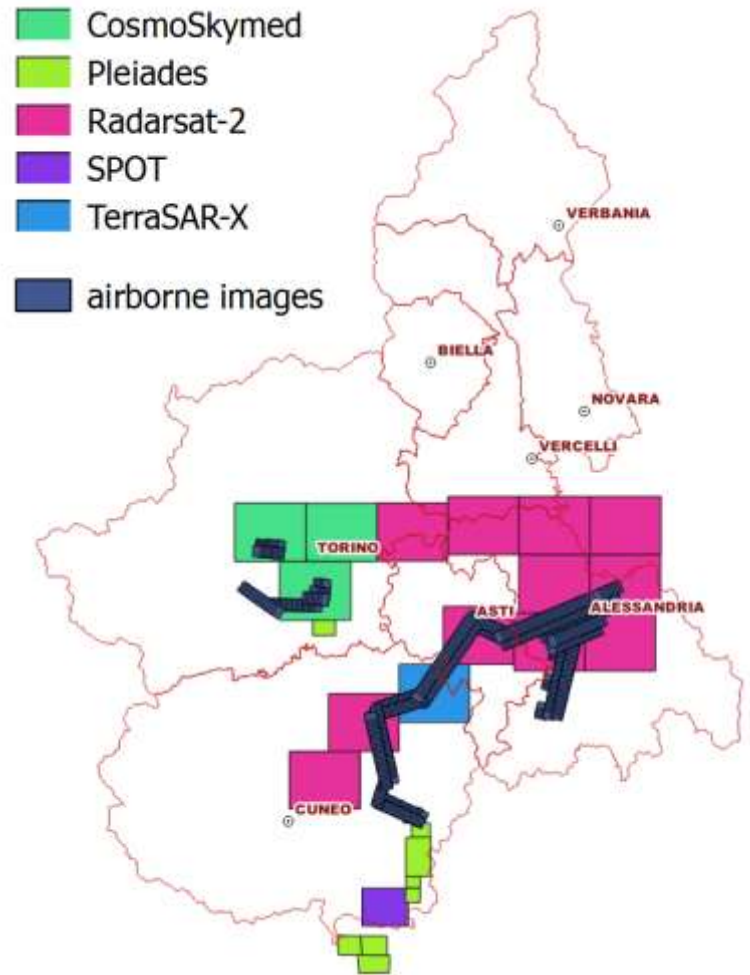 CosmoSkymed
Pleiades
Radarsat-2
SPOT
TerraSAR-X
airborne images
VERBANIA
BIELLA
NOVARA
VERCELLI
TORINO
ASTI
ALESSANDRIA
CUNEO